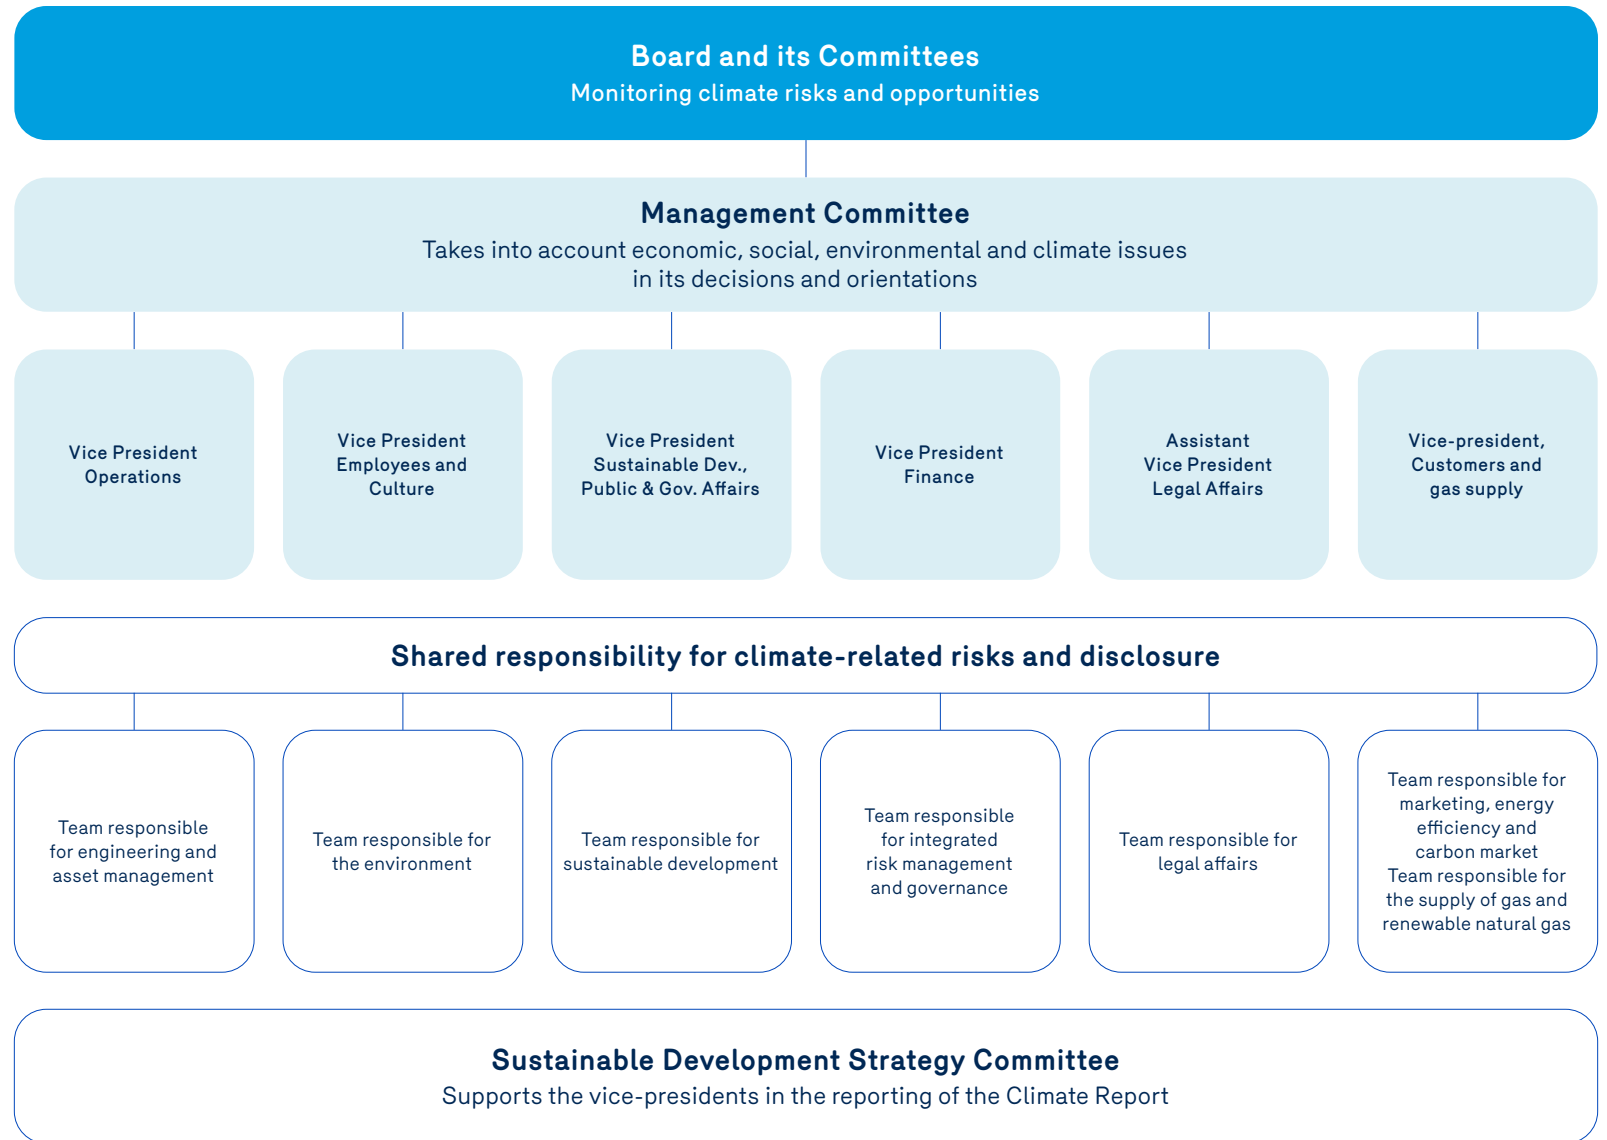 Board and its Committees
Monitoring climate risks and opportunities
Management Committee
Takes into account economic, social, environmental and climate issues
in its decisions and orientations
Vice President
Operations
Vice President
Employees and
Culture
Vice President
Sustainable Dev.,
Public & Gov. Affairs
Vice President
Finance
Assistant
Vice President
Legal Affairs
Vice-president,
Customers and
gas supply
Shared responsibility for climate-related risks and disclosure
Team responsible
for engineering and
asset management
Team responsible for
the environment
Team responsible for
sustainable development
Team responsible
for integrated
risk management
and governance
Team responsible for
legal affairs
Team responsible for
marketing, energy
efficiency and
carbon market
Team responsible for
the supply of gas and
renewable natural gas
Sustainable Development Strategy Committee
Supports the vice-presidents in the reporting of the Climate Report